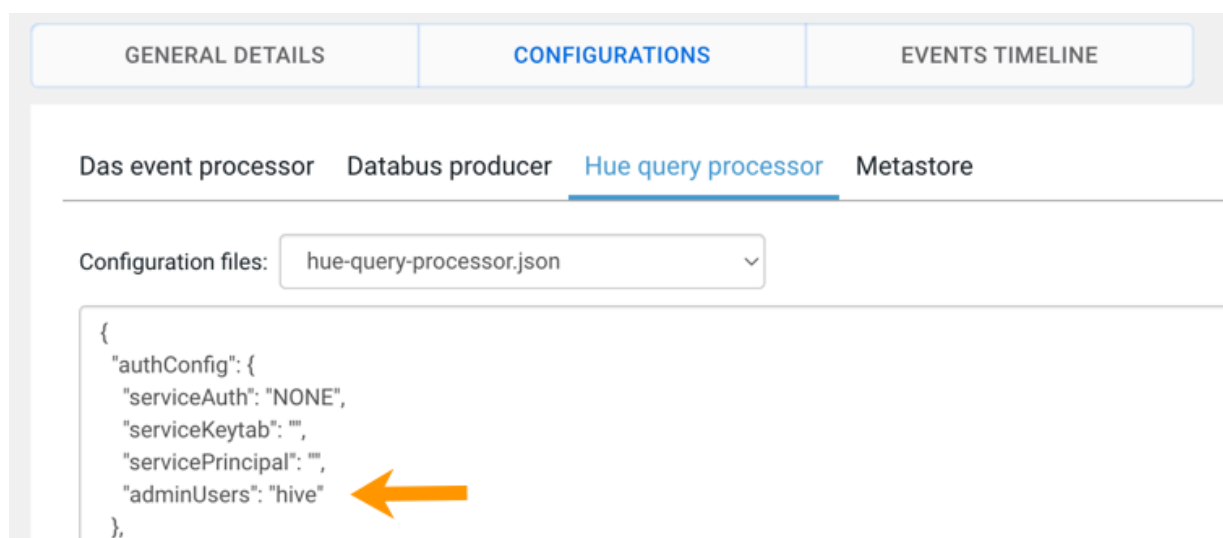 GENERAL DETAILS CONFIGURATIONS EVENTS TIMELINE
Das event processor Databus producer Hue query processor Metastore
Configuration files: hue-query-processor.json
{
"authConfig": {
"serviceAuth": "NONE",
"serviceKeytab": "",
"servicePrincipal": "",
"adminUsers": "hive"
},